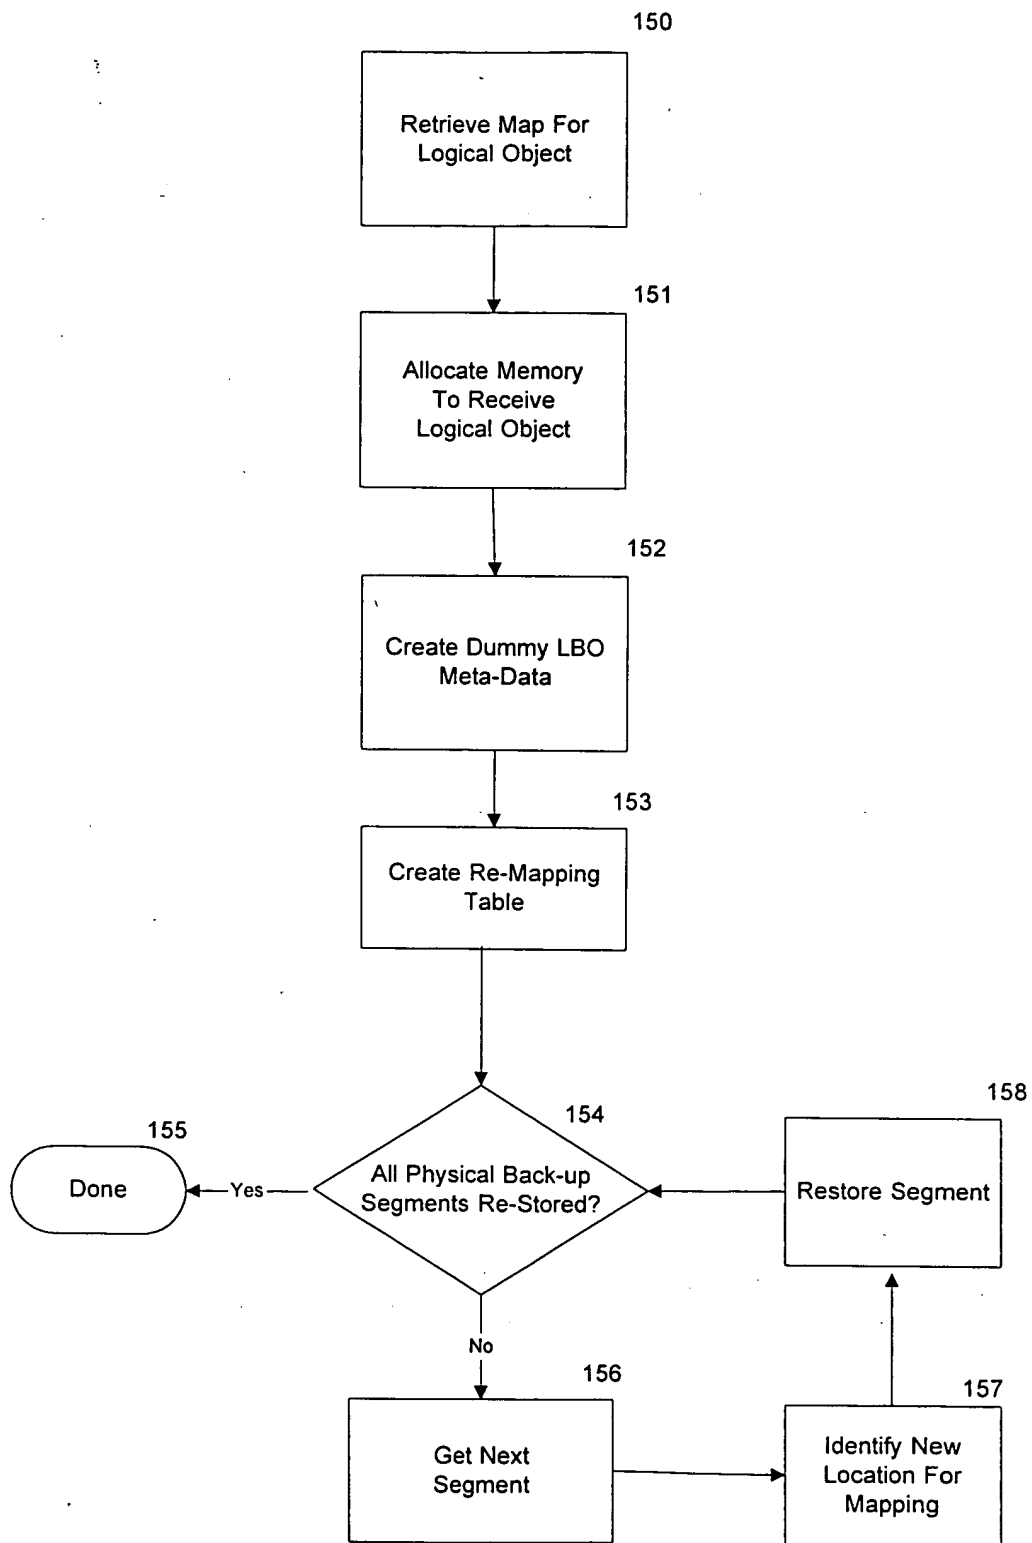 150
Retrieve Map For
Logical Object
151
Allocate Memory
To Receive
Logical Object
152
Create Dummy LBO
Meta-Data
153
Create Re-Mapping
Table
154
All Physical Back-up
Segments Re-Stored?
155
Done
Yes
No
156
Get Next
Segment
157
Identify New
Location For
Mapping
158
Restore Segment